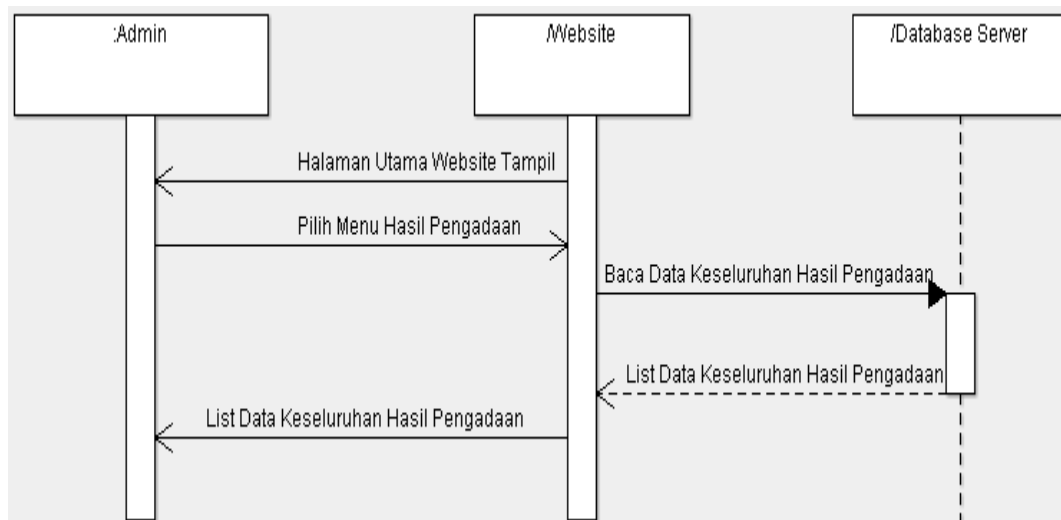 :Admin
/Website
/Database Server
Halaman Utama Website Tampil
Pilih Menu Hasil Pengadaan
Baca Data Keseluruhan Hasil Pengadaan
List Data Keseluruhan Hasil Pengadaan
List Data Keseluruhan Hasil Pengadaan